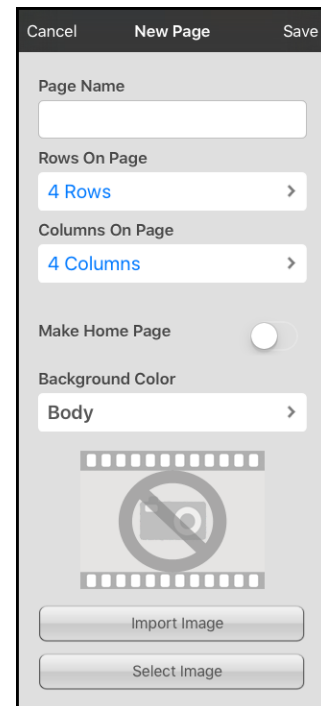 Cancel New Page Save
Page Name
Rows On Page
4 Rows
Columns On Page
4 Columns
Make Home Page
Background Color
Body
Import Image
Select Image